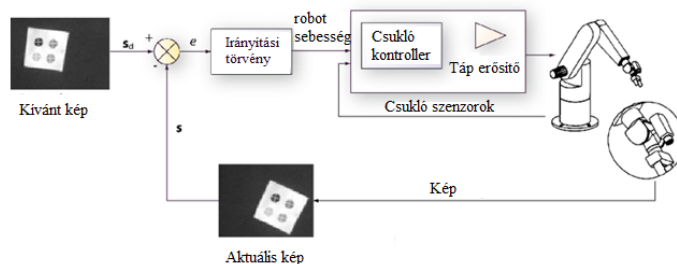 s_d
+
-
e
Irányítási
törvény
robot
sebesség
Csukló
kontroller
Táp erősítő
Kívánt kép
Csukló szenzorok
s
Kép
Aktuális kép